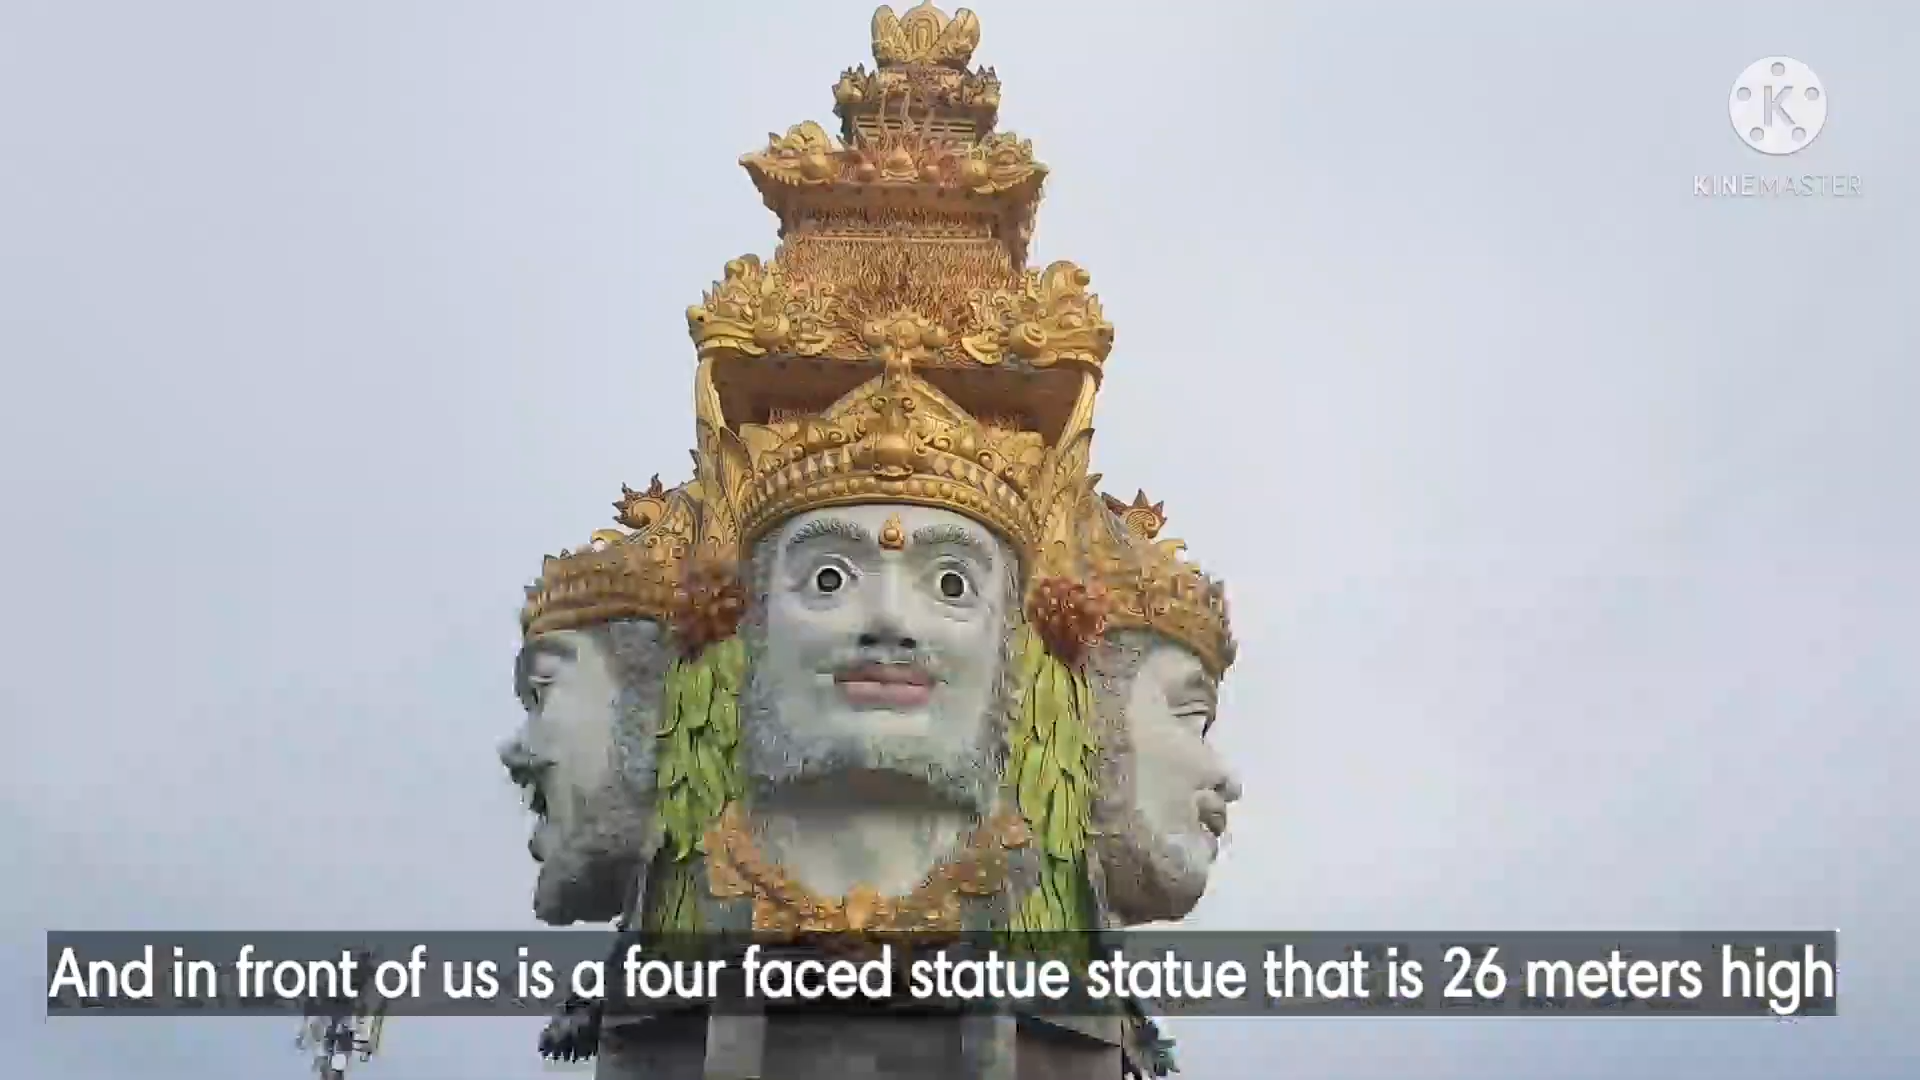 K
KINEMASTER
And in front of us is a four faced statue statue that is 26 meters high